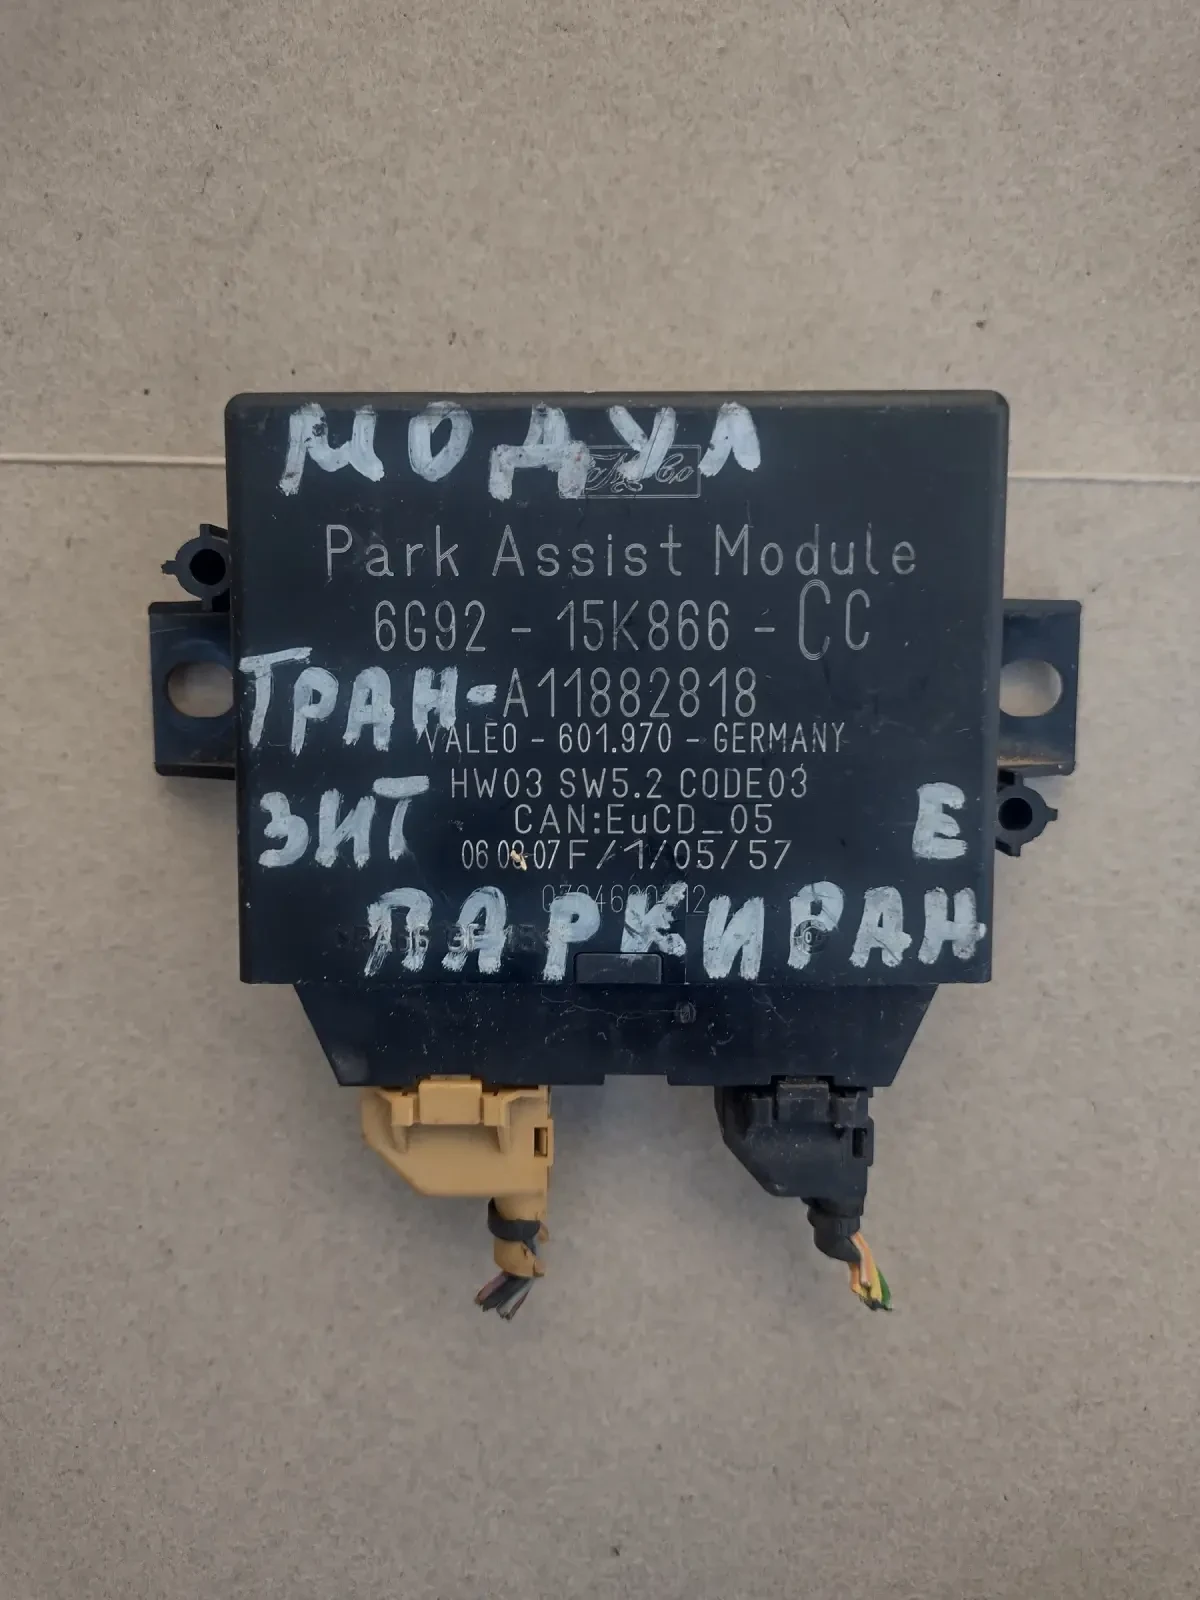 МОДУЛ
FoMoCo
Park Assist Module
6G92 - 15K866 - CC
ТРАН-
A11882818
VALEO - 601.970 - GERMANY
ЗИТ
HW03 SW5.2 CODE03
Е
CAN:EuCD_05
06 08 07 F/1/05/57
ПАРКИРАН